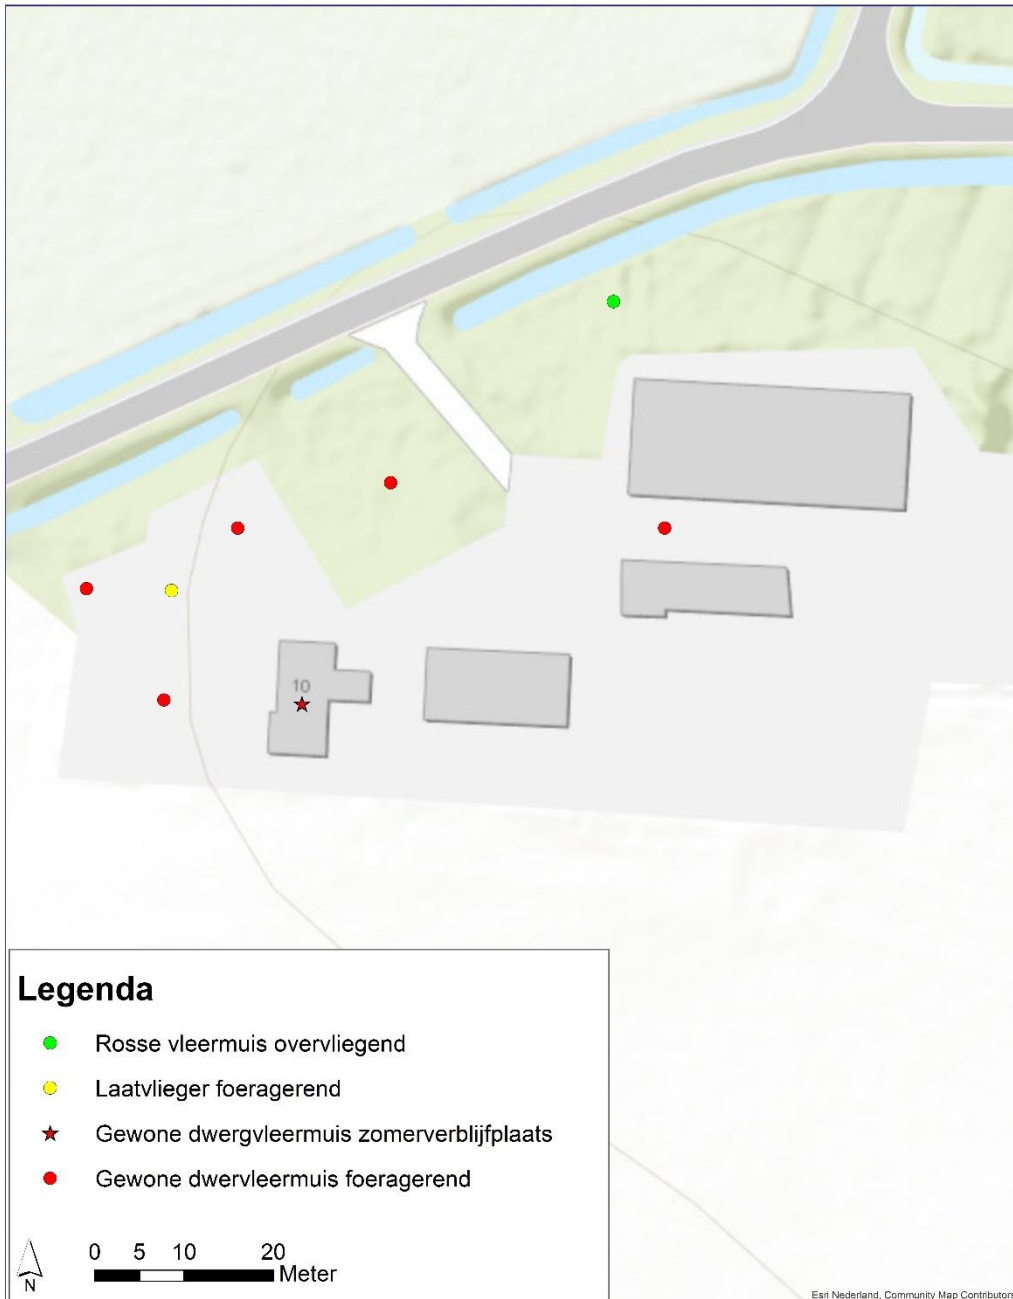 10
Legenda
Rosse vleermuis overvliegend
Laatvlieger foeragerend
Gewone dwergvleermuis zomerverblijfplaats
Gewone dwervleermuis foeragerend
N
0 5 10 20
Meter
Esri Nederland, Community Map Contributors